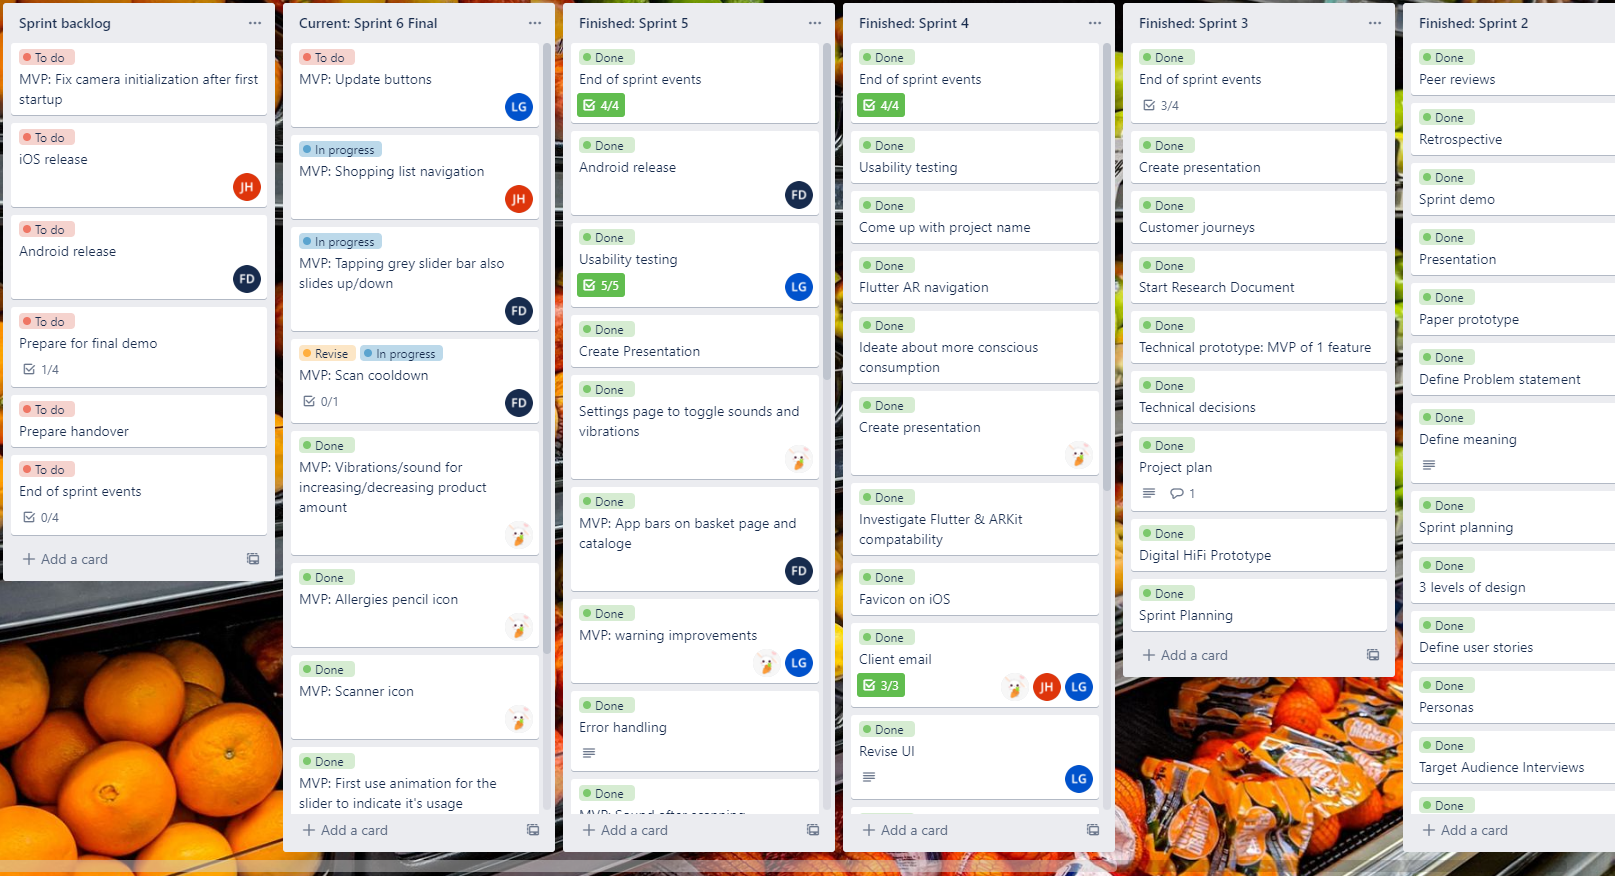 Sprint backlog
To do
MVP: Fix camera initialization after first
startup
To do
iOS release
JH
To do
Android release
FD
To do
Prepare for final demo
1/4
To do
Prepare handover
To do
End of sprint events
0/4
Add a card
Current: Sprint 6 Final
To do
MVP: Update buttons
LG
In progress
MVP: Shopping list navigation
JH
In progress
MVP: Tapping grey slider bar also
slides up/down
FD
Revise In progress
MVP: Scan cooldown
0/1
FD
Done
MVP: Vibrations/sound for
increasing/decreasing product
amount
Done
MVP: Allergies pencil icon
Done
MVP: Scanner icon
Done
MVP: First use animation for the
slider to indicate it's usage
Add a card
Finished: Sprint 5
Done
End of sprint events
4/4
Done
Android release
FD
Done
Usability testing
5/5
LG
Done
Create Presentation
Done
Settings page to toggle sounds and
vibrations
Done
MVP: App bars on basket page and
cataloge
FD
Done
MVP: warning improvements
LG
Done
Error handling
Done
MVP: Sound after scanning
Add a card
Finished: Sprint 4
Done
End of sprint events
4/4
Done
Usability testing
Done
Come up with project name
Done
Flutter AR navigation
Done
Ideate about more conscious
consumption
Done
Create presentation
Done
Investigate Flutter & ARKit
compatability
Done
Favicon on iOS
Done
Client email
3/3
JH LG
Done
Revise UI
LG
Add a card
Finished: Sprint 3
Done
End of sprint events
3/4
Done
Create presentation
Done
Customer journeys
Done
Start Research Document
Done
Technical prototype: MVP of 1 feature
Done
Technical decisions
Done
Project plan
1
Done
Digital HiFi Prototype
Done
Sprint Planning
Add a card
Finished: Sprint 2
Done
Peer reviews
Done
Retrospective
Done
Sprint demo
Done
Presentation
Done
Paper prototype
Done
Define Problem statement
Done
Define meaning
Done
Sprint planning
Done
3 levels of design
Done
Define user stories
Done
Personas
Done
Target Audience Interviews
Done
Add a card